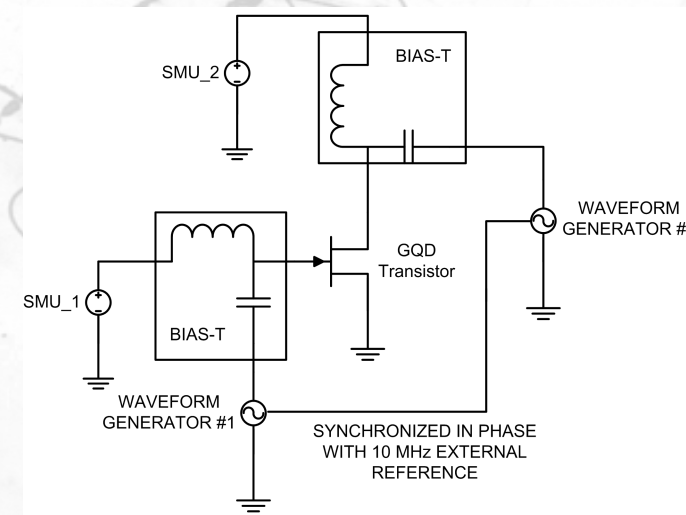 SMU_2
BIAS-T
WAVEFORM
GENERATOR #
GQD
Transistor
SMU_1
BIAS-T
WAVEFORM
GENERATOR #1
SYNCHRONIZED IN PHASE
WITH 10 MHz EXTERNAL
REFERENCE